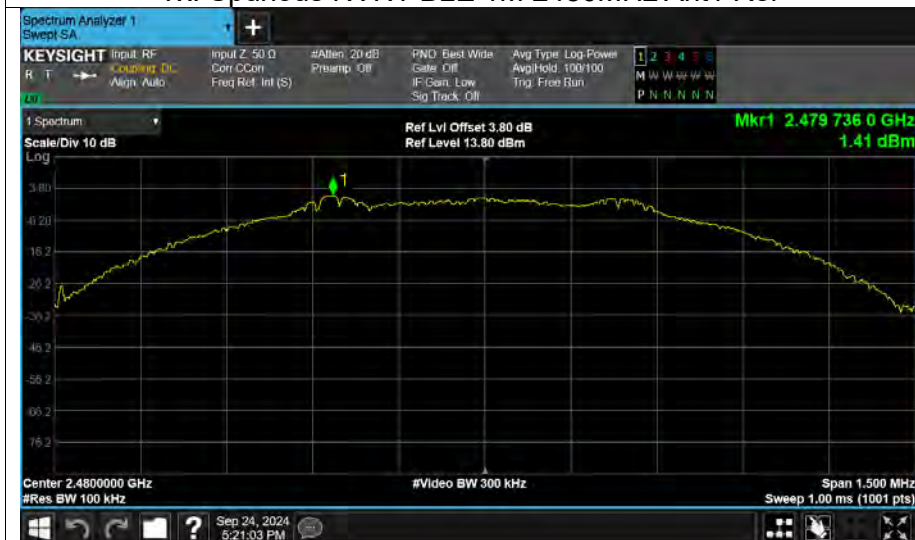 Spectrum Analyzer 1
Swept SA
+
KEYSIGHT Input: RF
R T Coupling: DC
Align: Auto
Input Z: 50 Ω
Corr CCorr
Freq Ref: Int (S)
#Atten: 20 dB
Preamp: Off
PNO: Best Wide
Gate: Off
IF Gain: Low
Sig Track: Off
Avg Type: Log-Power
Avg|Hold: 100/100
Trig: Free Run
1 2 3 4 5 6
M W W W W W
P N N N N N
1 Spectrum
Scale/Div 10 dB
Log
Ref Lvl Offset 3.80 dB
Ref Level 13.80 dBm
Mkr1 2.479 736 0 GHz
1.41 dBm
1
3.80
-6.20
-16.2
-26.2
-36.2
-46.2
-56.2
-66.2
-76.2
Center 2.4800000 GHz
#Res BW 100 kHz
#Video BW 300 kHz
Span 1.500 MHz
Sweep 1.00 ms (1001 pts)
?
Sep 24, 2024
5:21:03 PM